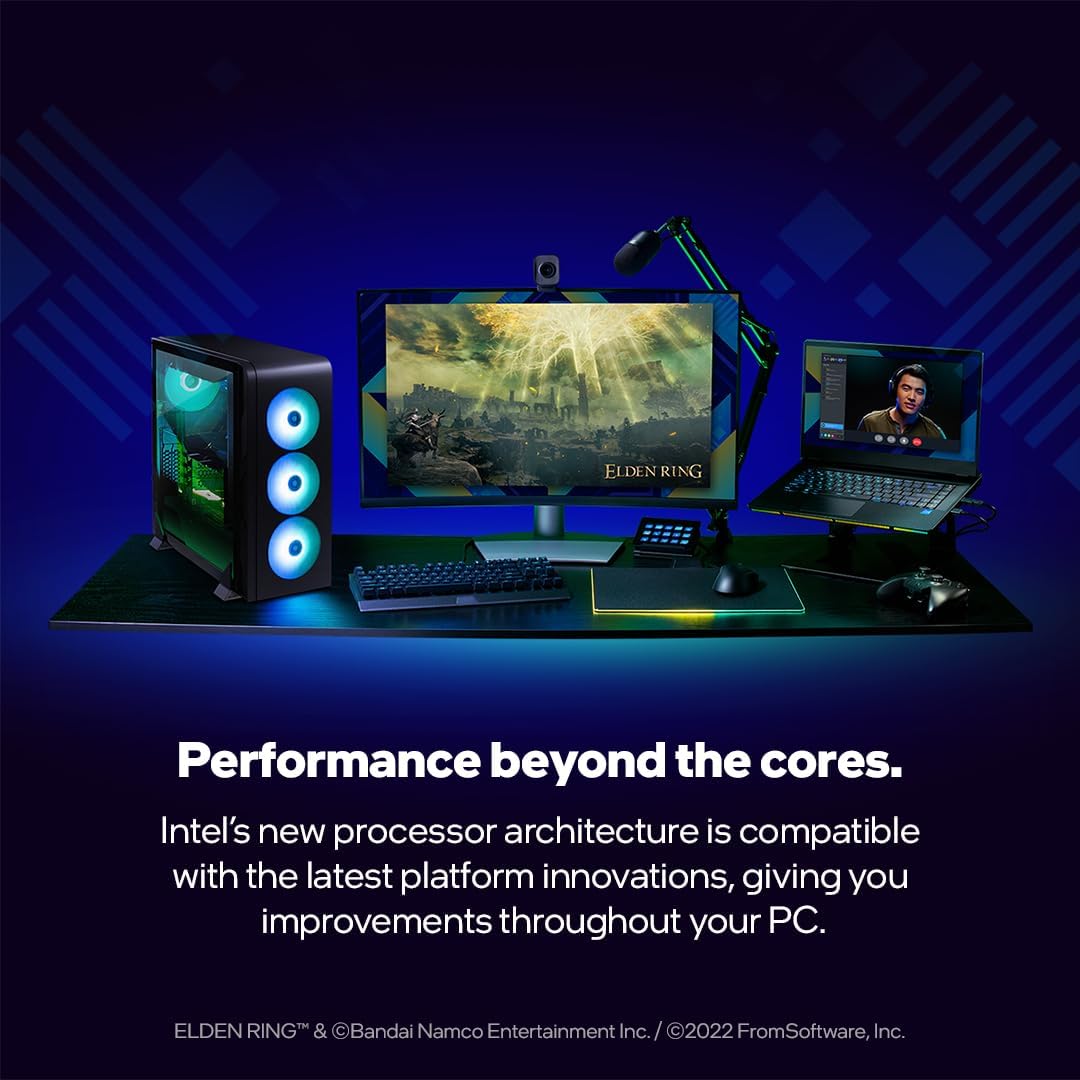 ELDEN RING
Performance beyond the cores.
Intel's new processor architecture is compatible
with the latest platform innovations, giving you
improvements throughout your PC.
ELDEN RING™ & ©Bandai Namco Entertainment Inc. / ©2022 FromSoftware, Inc.